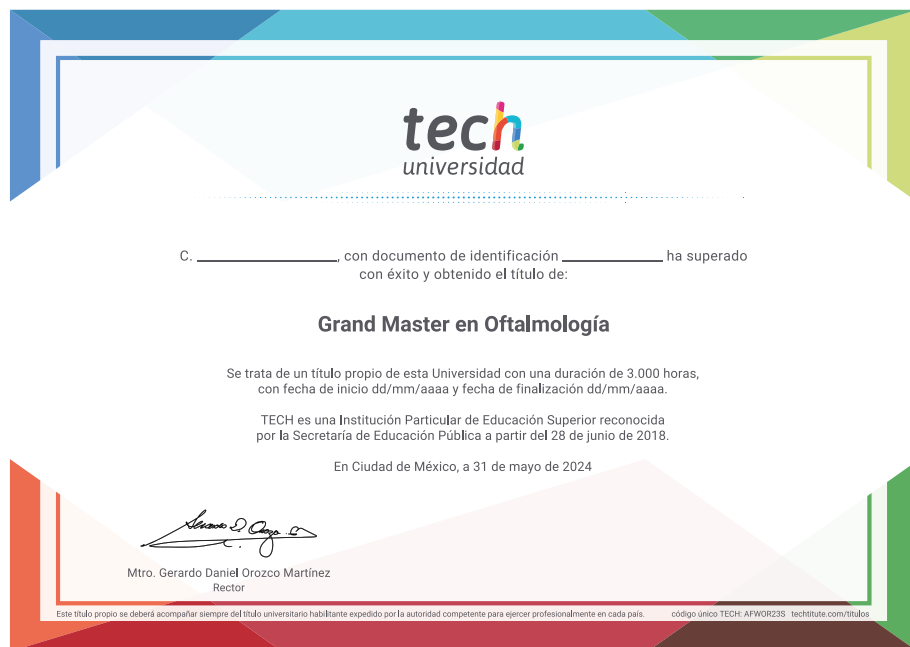 tech
universidad
C. ____________, con documento de identificación ____________ ha superado
con éxito y obtenido el título de:
Grand Master en Oftalmología
Se trata de un título propio de esta Universidad con una duración de 3.000 horas,
con fecha de inicio dd/mm/aaaa y fecha de finalización dd/mm/aaaa.
TECH es una Institución Particular de Educación Superior reconocida
por la Secretaría de Educación Pública a partir del 28 de junio de 2018.
En Ciudad de México, a 31 de mayo de 2024
Mtro. Gerardo Daniel Orozco Martínez
Rector
Este título propio se deberá acompañar siempre del título universitario habilitante expedido por la autoridad competente para ejercer profesionalmente en cada país. código único TECH: AFWOR23S techtitute.com/titulos